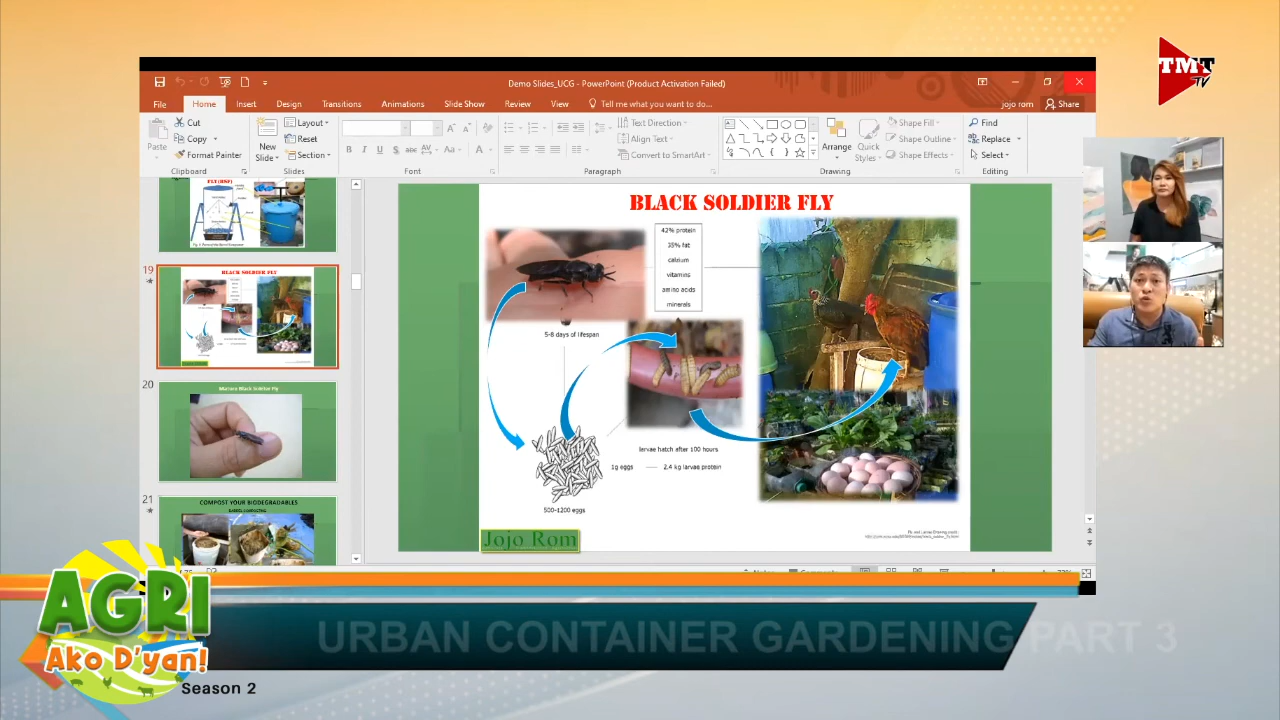 TMT
TV
Demo Slides_UCG - PowerPoint (Product Activation Failed)
File Home Insert Design Transitions Animations Slide Show Review View Tell me what you want to do... jojo rom Share
Paste
Cut
Copy
Format Painter
Clipboard
New
Slide
Layout
Reset
Section
Slides
Font
Text Direction
Align Text
Convert to SmartArt
Paragraph
Arrange
Quick
Styles
Shape Fill
Shape Outline
Shape Effects
Drawing
Find
Replace
Select
Editing
FLY (BSF)
19
BLACK SOLDIER FLY
20
21
COMPOST YOUR BIODEGRADABLES
BLACK SOLDIER FLY
42% protein
35% fat
calcium
vitamins
amino acids
minerals
5-8 days of lifespan
larvae hatch after 100 hours
1g eggs
2.4 kg larvae protein
500-1200 eggs
Jojo Rom
AGRI
Ako D'yan!
Season 2
URBAN CONTAINER GARDENING PART 3